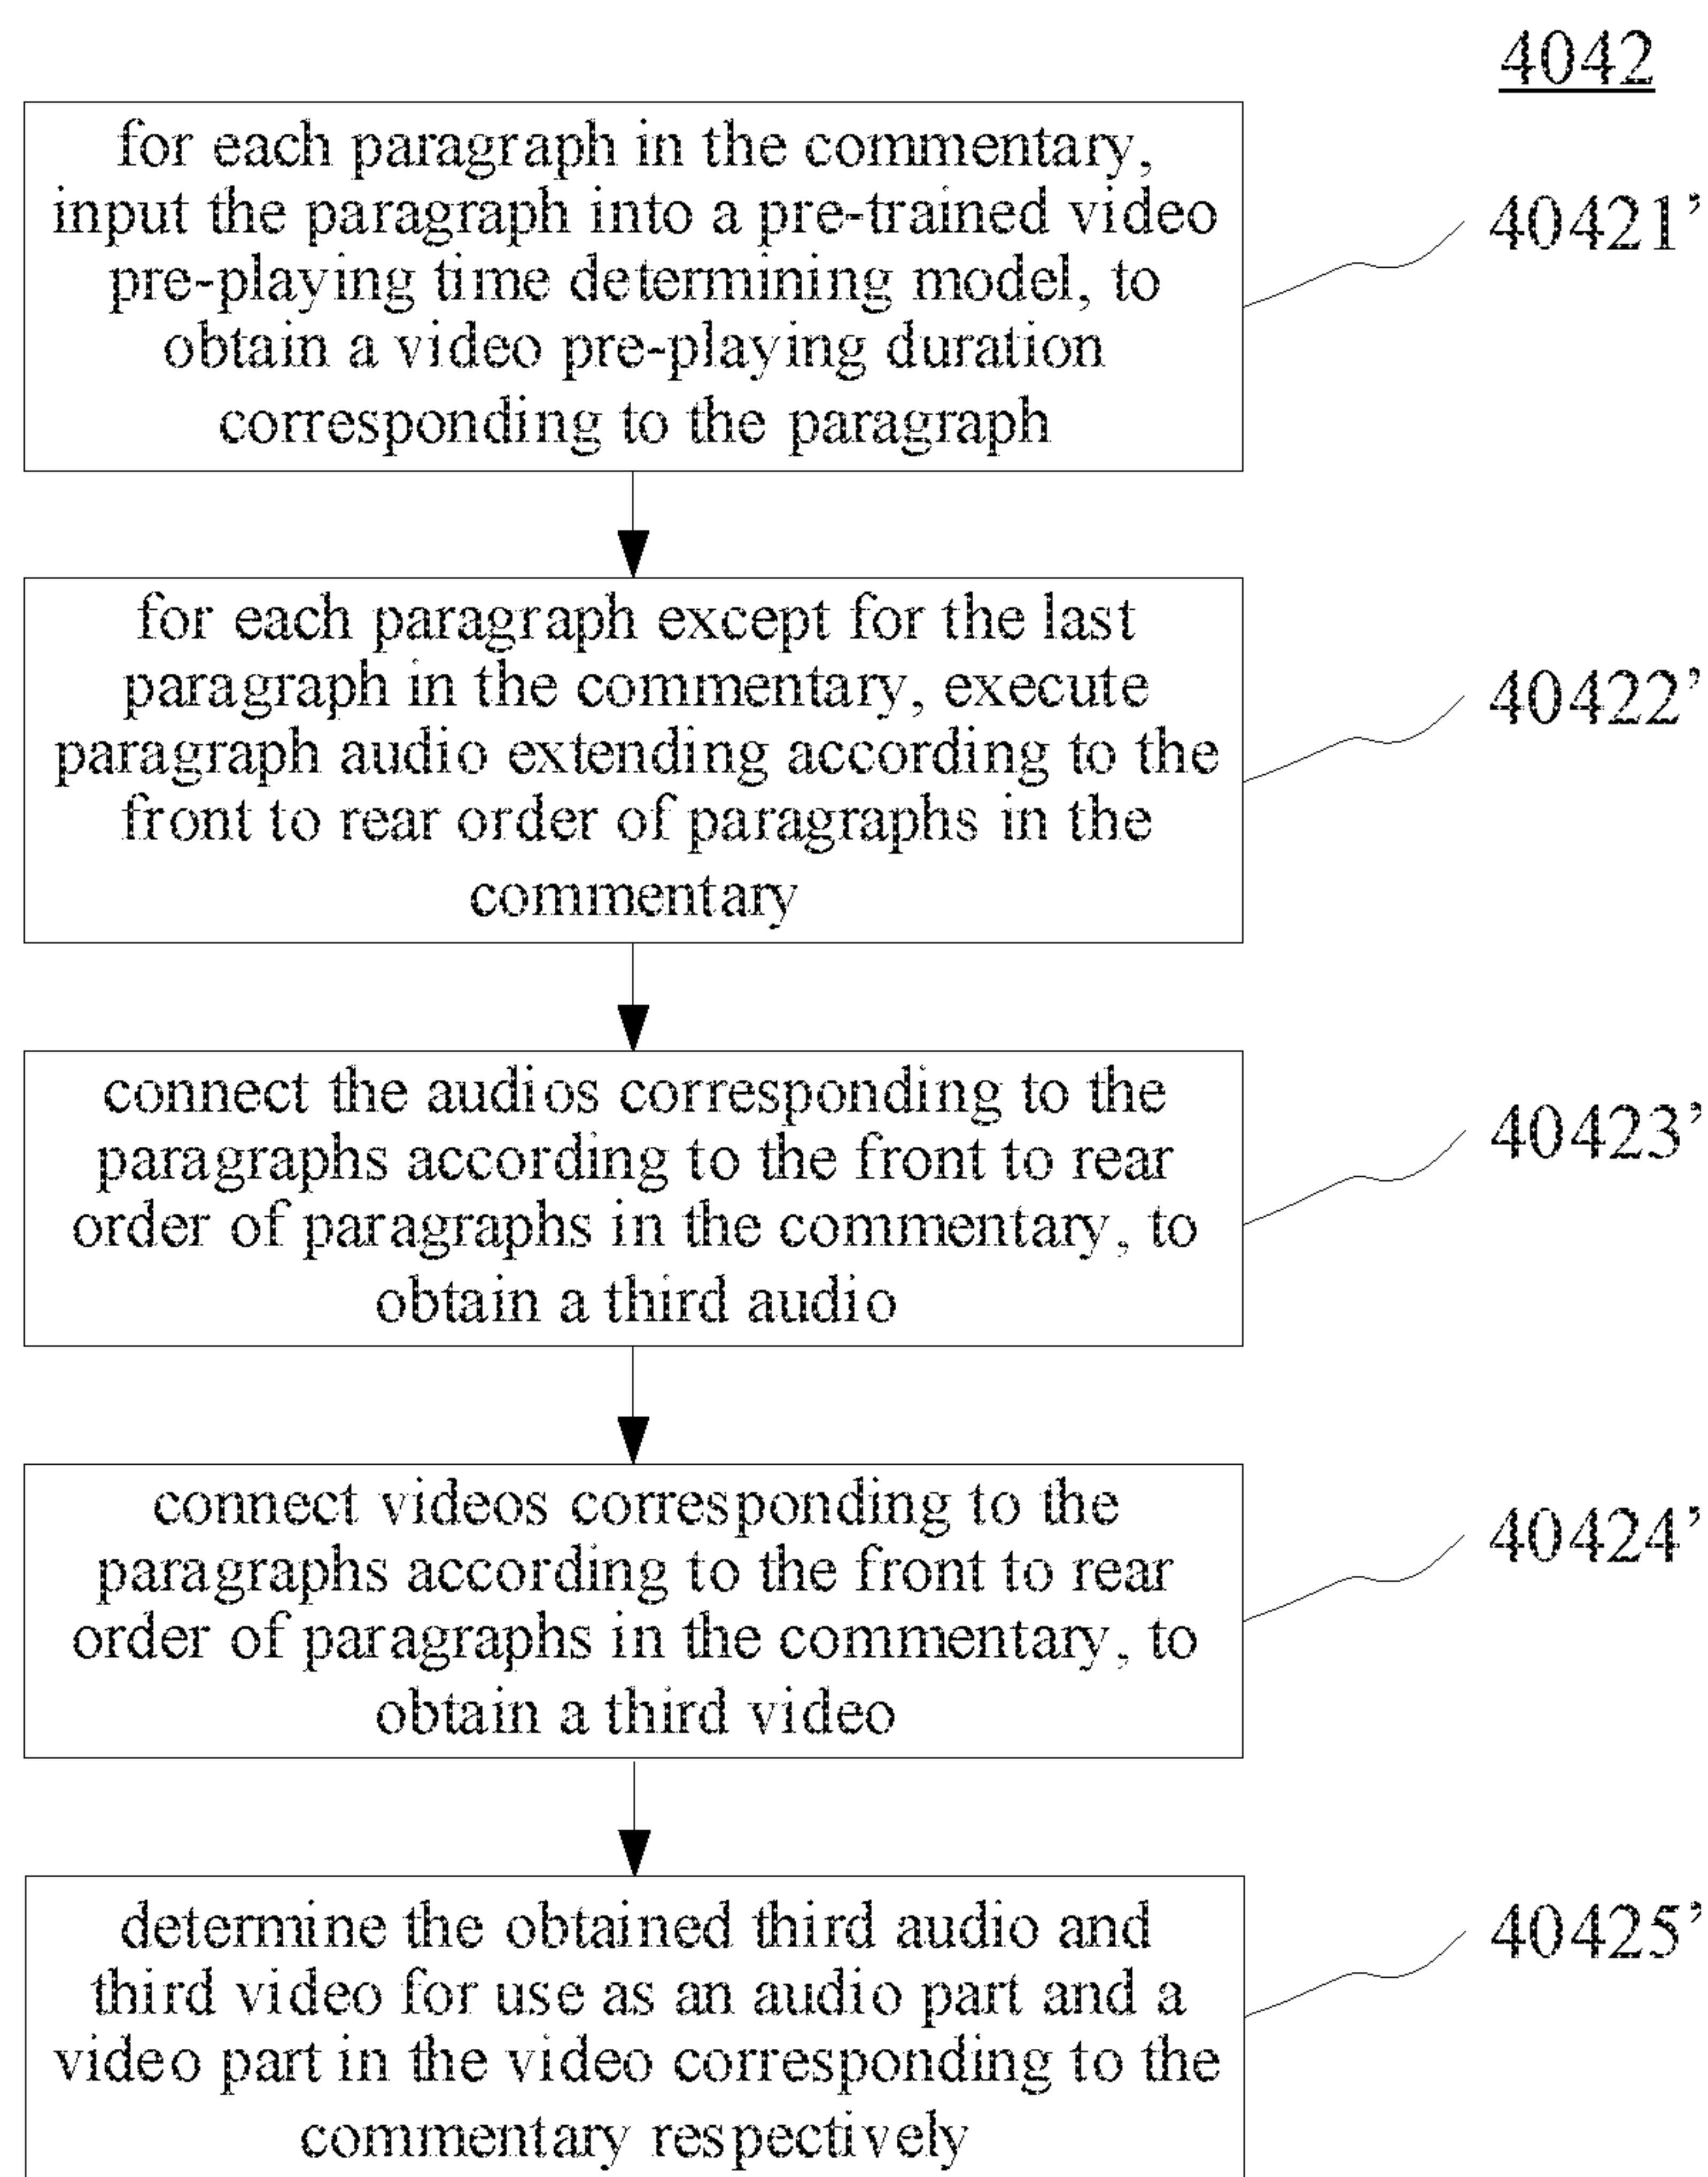 4042
for each paragraph in the commentary,
input the paragraph into a pre-trained video
pre-playing time determining model, to
obtain a video pre-playing duration
corresponding to the paragraph
40421’
for each paragraph except for the last
paragraph in the commentary, execute
paragraph audio extending according to the
front to rear order of paragraphs in the
commentary
40422’
connect the audios corresponding to the
paragraphs according to the front to rear
order of paragraphs in the commentary, to
obtain a third audio
40423’
connect videos corresponding to the
paragraphs according to the front to rear
order of paragraphs in the commentary, to
obtain a third video
40424’
determine the obtained third audio and
third video for use as an audio part and a
video part in the video corresponding to the
commentary respectively
40425’